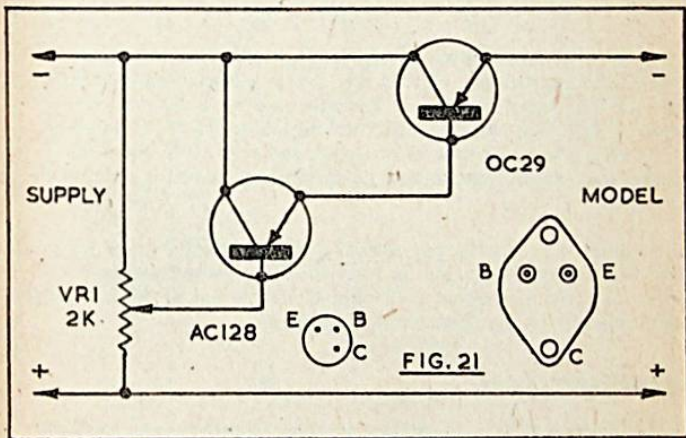 − −
OC29
SUPPLY MODEL
B E
VR1
2K
AC128
E B
C
C
FIG. 21
+ +